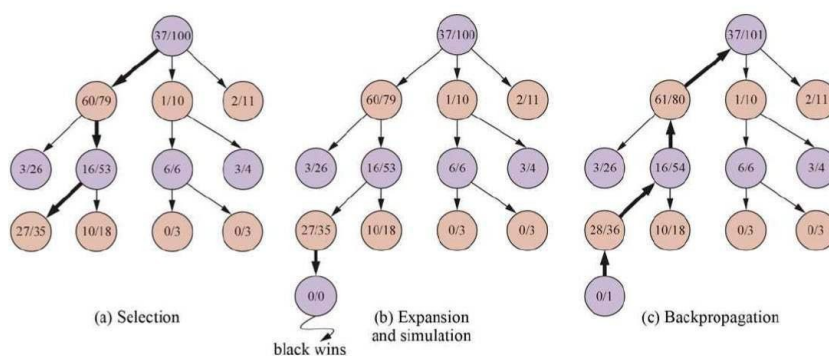 37/100
60/79 1/10 2/11
3/26 16/53 6/6 3/4
27/35 10/18 0/3 0/3
(a) Selection
37/100
60/79 1/10 2/11
3/26 16/53 6/6 3/4
27/35 10/18 0/3 0/3
0/0
black wins
(b) Expansion
and simulation
37/101
61/80 1/10 2/11
3/26 16/54 6/6 3/4
28/36 10/18 0/3 0/3
0/1
(c) Backpropagation